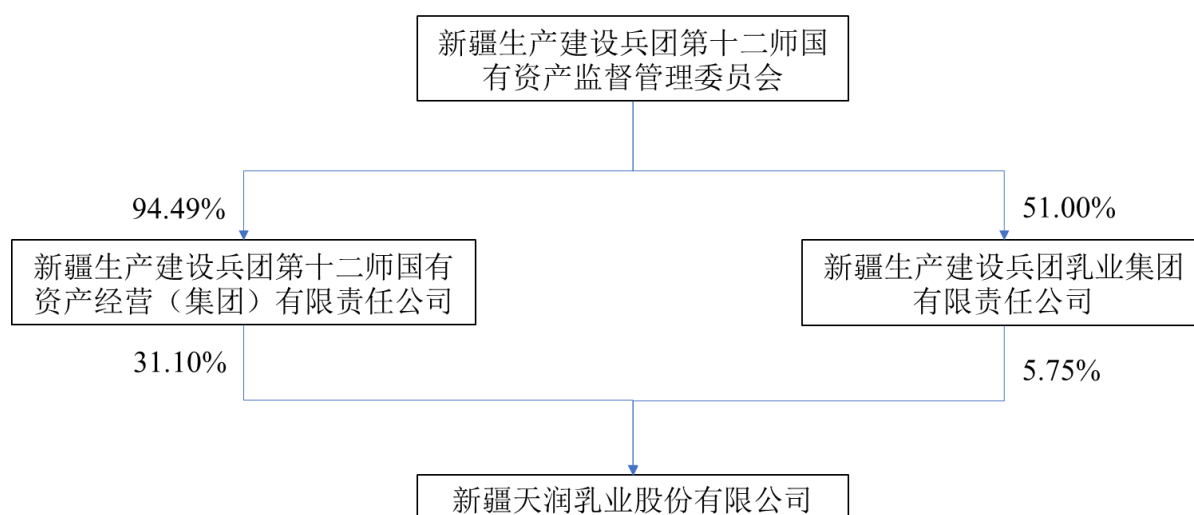 新疆生产建设兵团第十二师国
有资产监督管理委员会
94.49%
51.00%
新疆生产建设兵团第十二师国有
资产经营（集团）有限责任公司
新疆生产建设兵团乳业集团
有限责任公司
31.10%
5.75%
新疆天润乳业股份有限公司